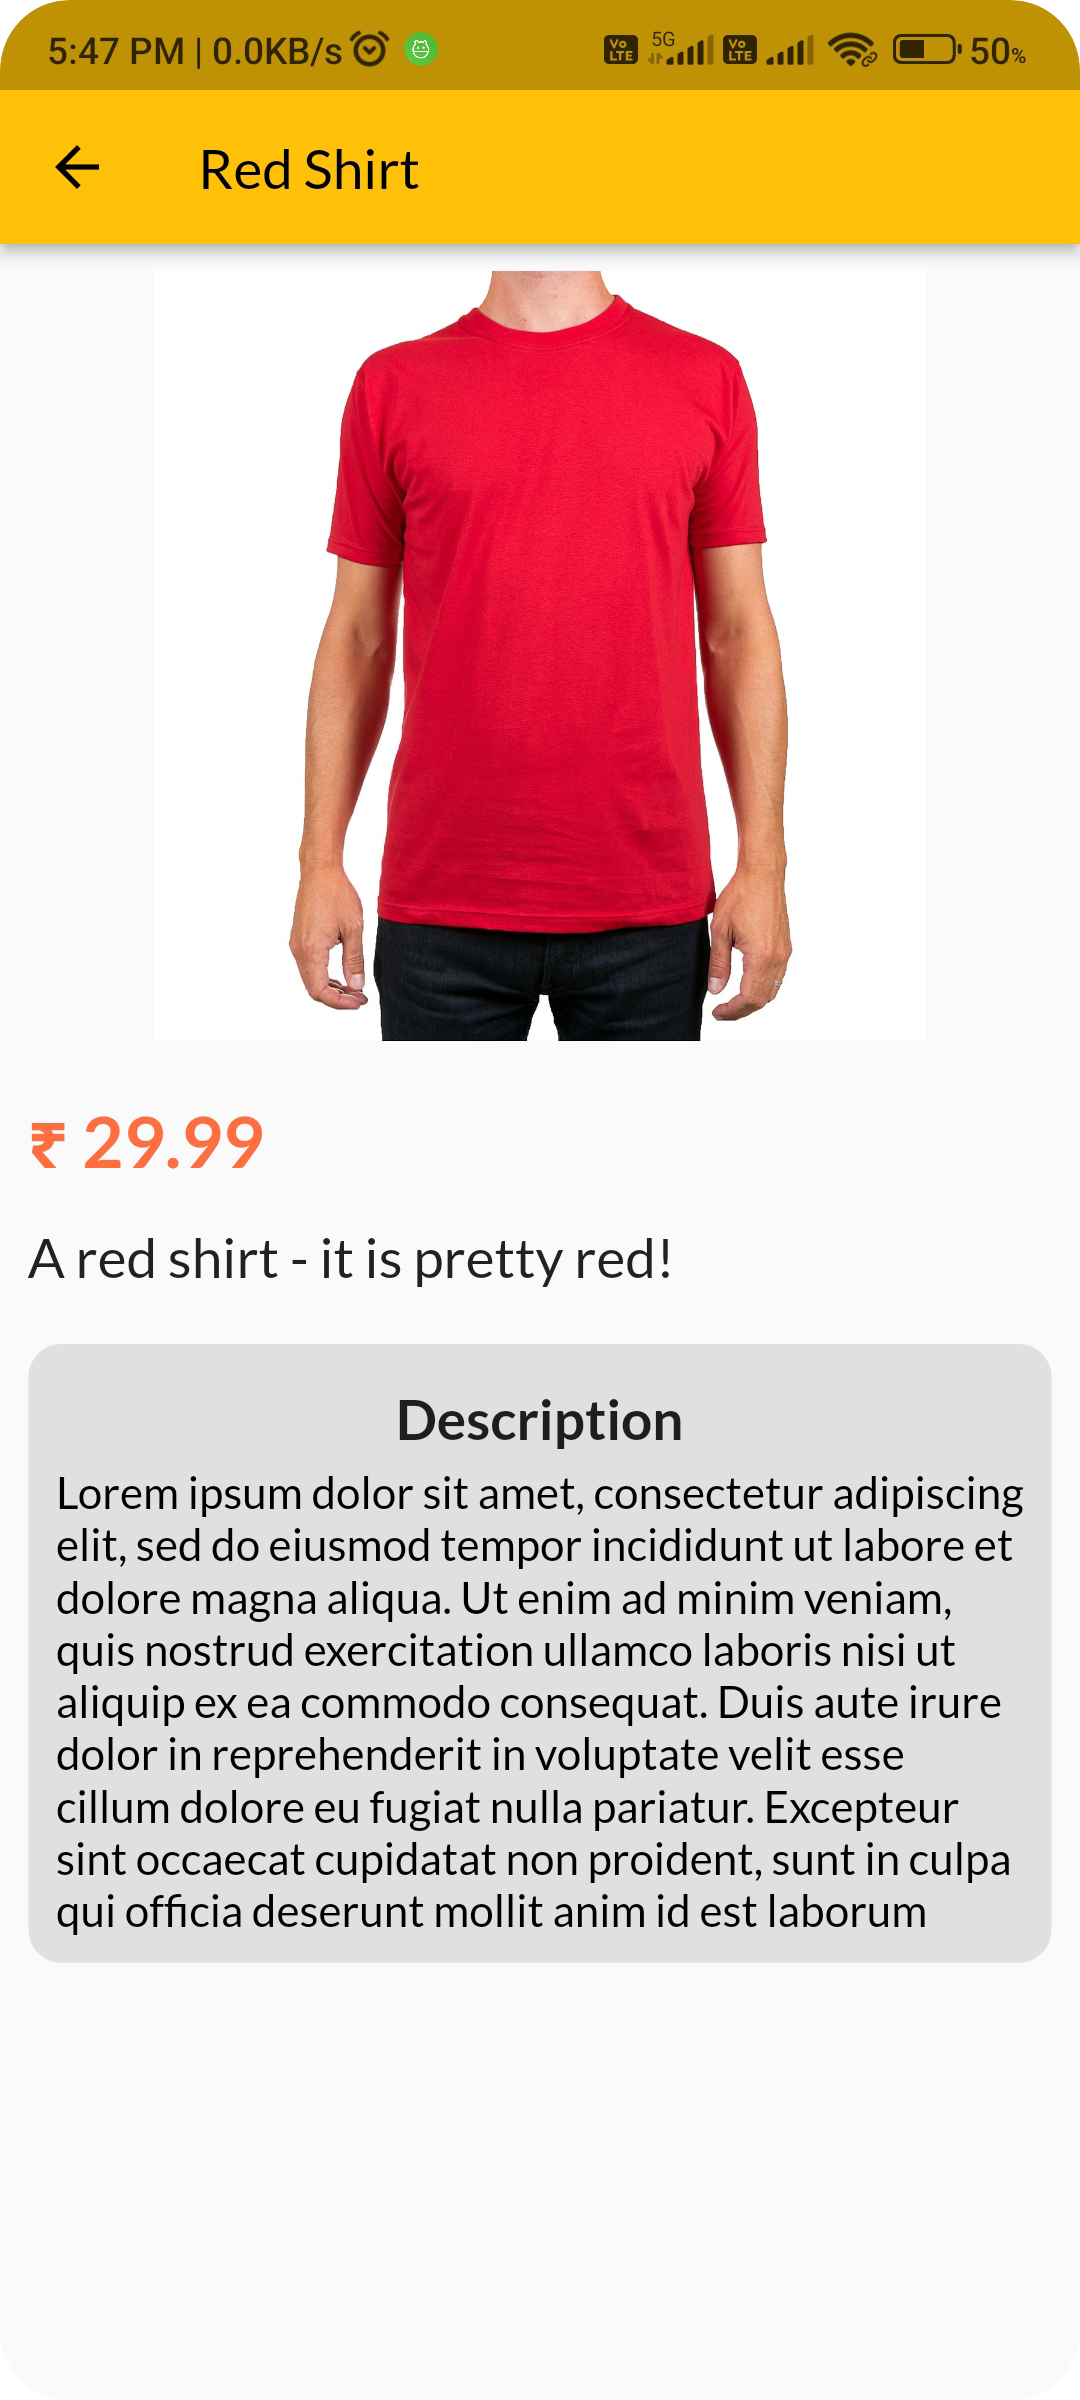 5:47 PM | 0.0KB/s Vo LTE 5G Vo LTE 50%
Red Shirt
₹ 29.99
A red shirt - it is pretty red!
Description
Lorem ipsum dolor sit amet, consectetur adipiscing
elit, sed do eiusmod tempor incididunt ut labore et
dolore magna aliqua. Ut enim ad minim veniam,
quis nostrud exercitation ullamco laboris nisi ut
aliquip ex ea commodo consequat. Duis aute irure
dolor in reprehenderit in voluptate velit esse
cillum dolore eu fugiat nulla pariatur. Excepteur
sint occaecat cupidatat non proident, sunt in culpa
qui officia deserunt mollit anim id est laborum